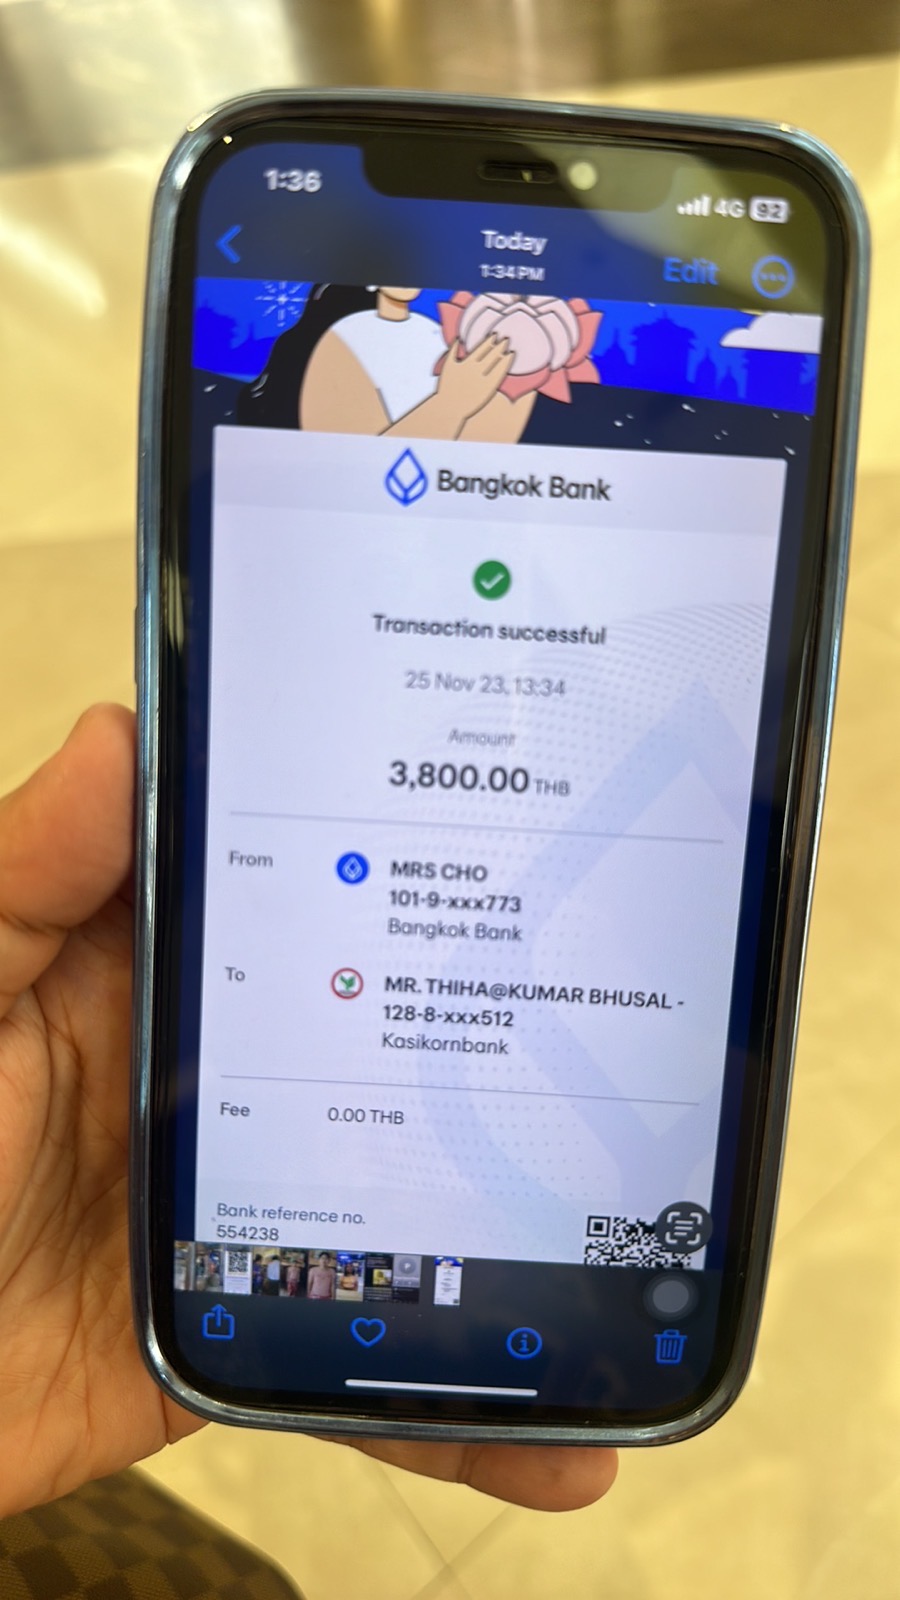 1:36
4G 92
Today
1:34 PM
Edit
Bangkok Bank
Transaction successful
25 Nov 23, 13:34
Amount
3,800.00 THB
From
MRS CHO
101-9-xxx773
Bangkok Bank
To
MR. THIHA@KUMAR BHUSAL -
128-8-xxx512
Kasikornbank
Fee
0.00 THB
Bank reference no.
554238